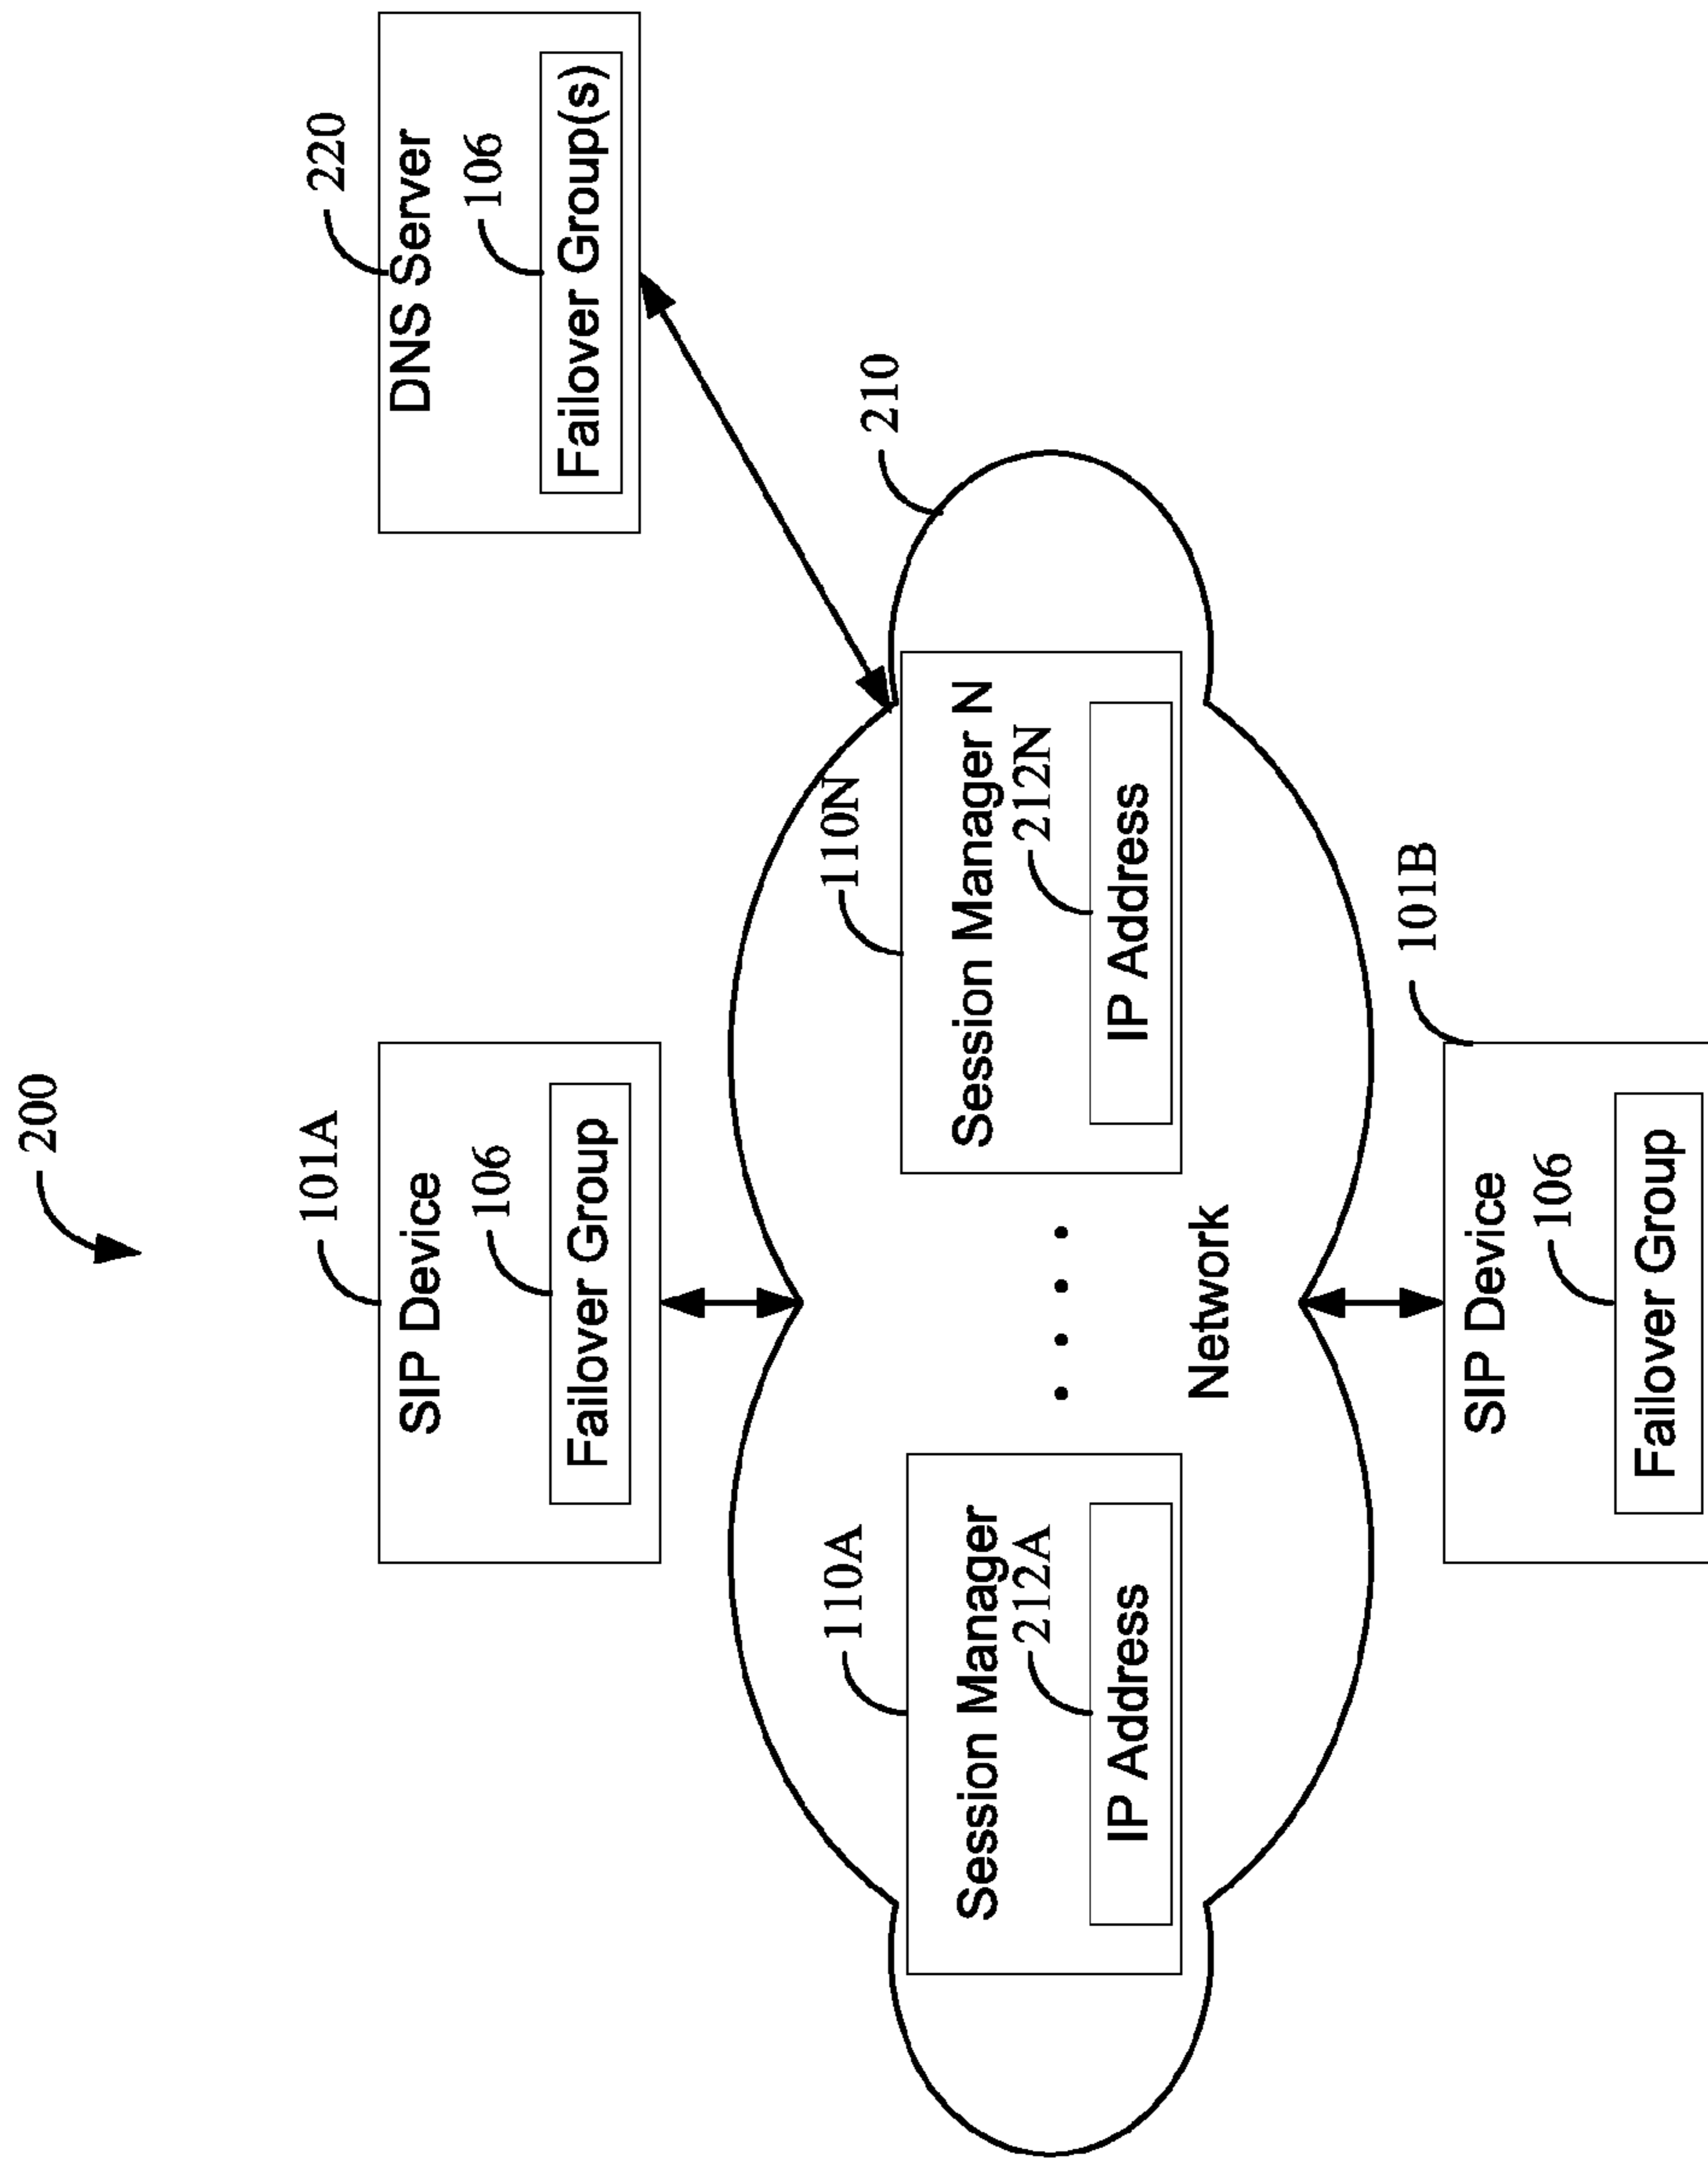 200
101A
SIP Device
106
Failover Group
220
DNS Server
106
Failover Group(s)
210
110A
Session Manager
212A
IP Address
110N
Session Manager N
212N
IP Address
Network
101B
SIP Device
106
Failover Group